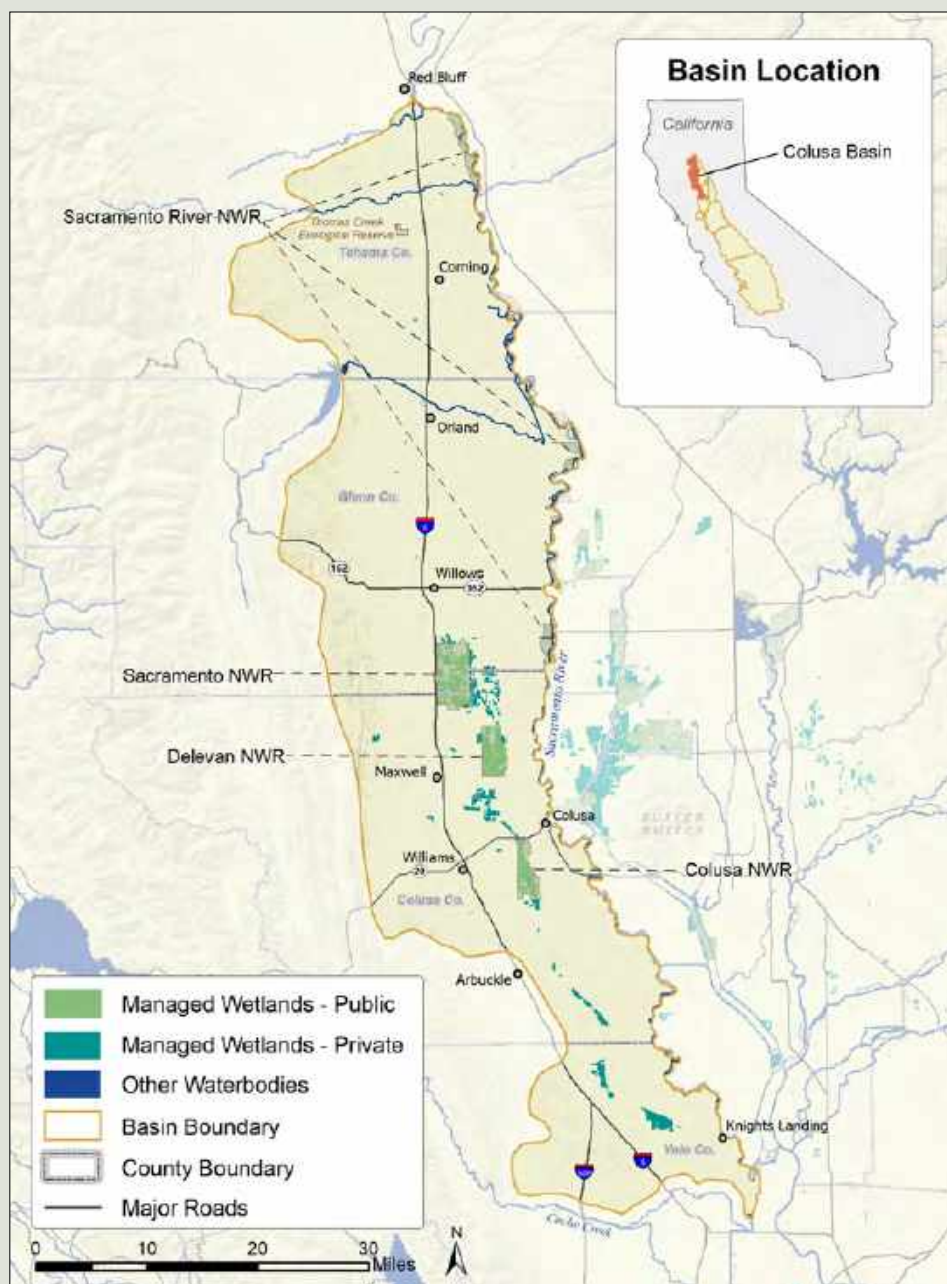 Red Bluff
Basin Location
California
Colusa Basin
Sacramento River NWR
Thomes Creek
Ecological Reserve
Tehama Co.
Corning
Orland
Glenn Co.
5
162
Willows
162
Sacramento NWR
Sacramento River
Delevan NWR
Maxwell
Colusa
BUTTES
Williams
20
Colusa NWR
Colusa Co.
Arbuckle
Managed Wetlands - Public
Managed Wetlands - Private
Other Waterbodies
Basin Boundary
County Boundary
Major Roads
Knights Landing
Yolo Co.
5
Cache Creek
N
0 10 20 30
Miles